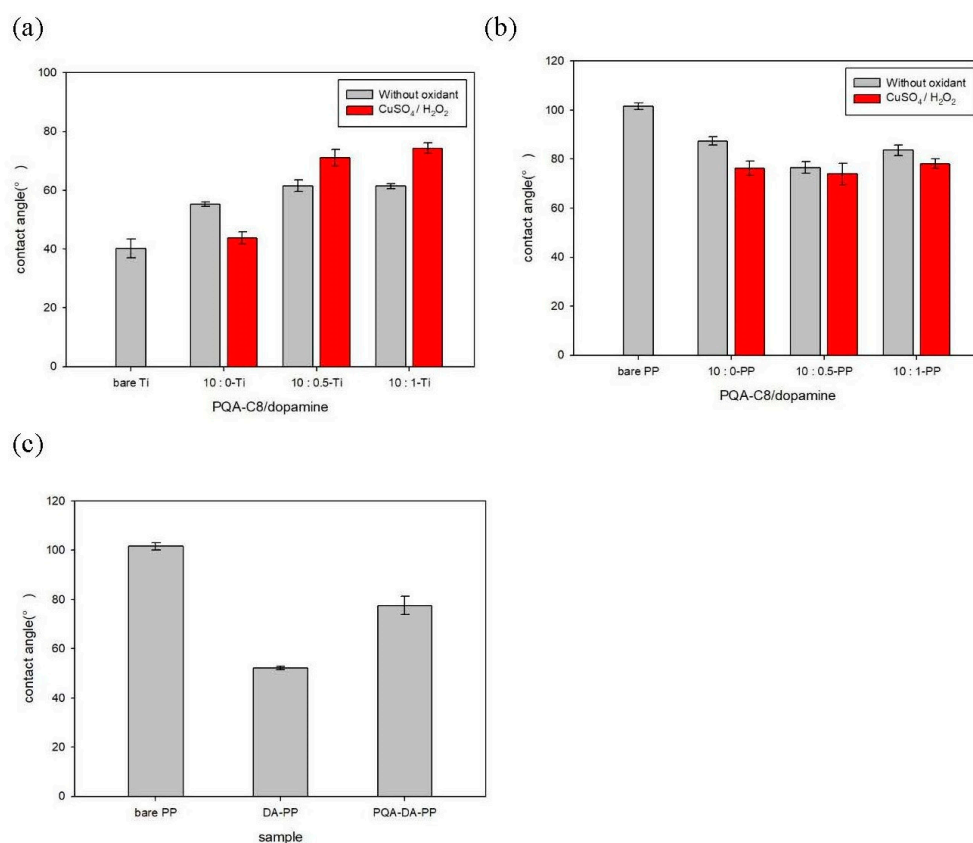 (a)
100
80
60
40
20
0
contact angle(° )
Without oxidant
CuSO₄ / H₂O₂
bare Ti
10 : 0-Ti
10 : 0.5-Ti
10 : 1-Ti
PQA-C8/dopamine
(b)
120
100
80
60
40
20
0
contact angle(° )
Without oxidant
CuSO₄ / H₂O₂
bare PP
10 : 0-PP
10 : 0.5-PP
10 : 1-PP
PQA-C8/dopamine
(c)
120
100
80
60
40
20
0
contact angle(° )
bare PP
DA-PP
PQA-DA-PP
sample